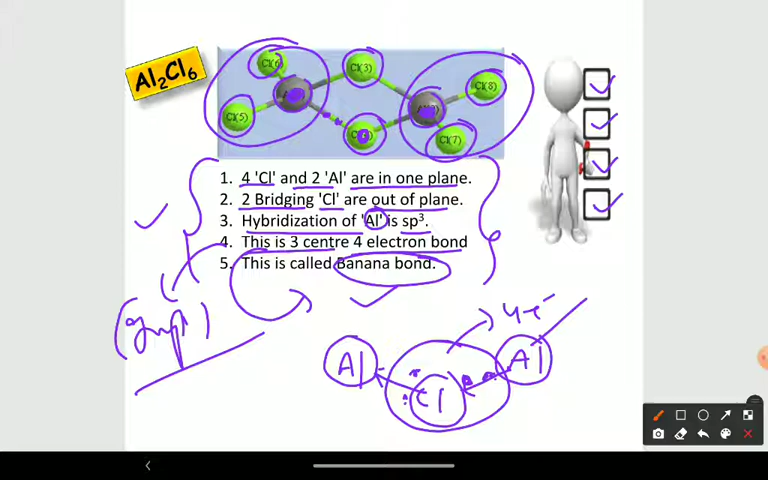 Al2Cl6
Cl(6)
Cl(3)
Cl(8)
Cl(5)
Cl(7)
1. 4 'Cl' and 2 'Al' are in one plane.
2. 2 Bridging 'Cl' are out of plane.
3. Hybridization of 'Al' is sp³.
4. This is 3 centre 4 electron bond
5. This is called Banana bond.
4e⁻
Al Cl Al